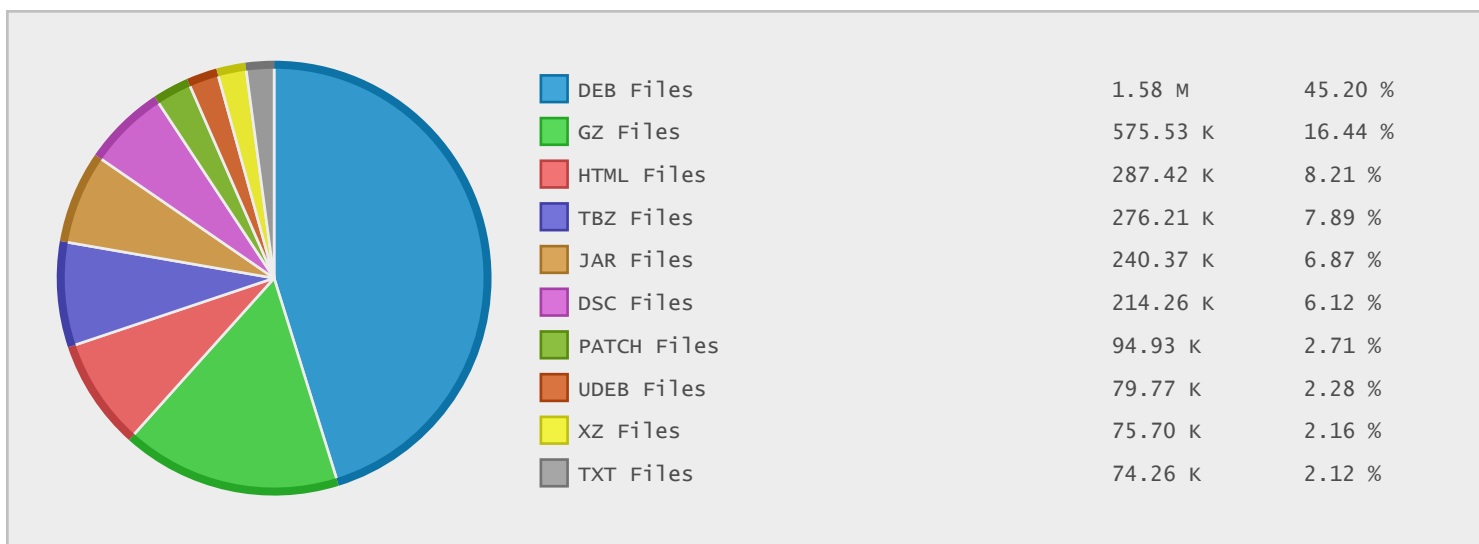 DEB Files 1.58 M 45.20 %
GZ Files 575.53 K 16.44 %
HTML Files 287.42 K 8.21 %
TBZ Files 276.21 K 7.89 %
JAR Files 240.37 K 6.87 %
DSC Files 214.26 K 6.12 %
PATCH Files 94.93 K 2.71 %
UDEB Files 79.77 K 2.28 %
XZ Files 75.70 K 2.16 %
TXT Files 74.26 K 2.12 %